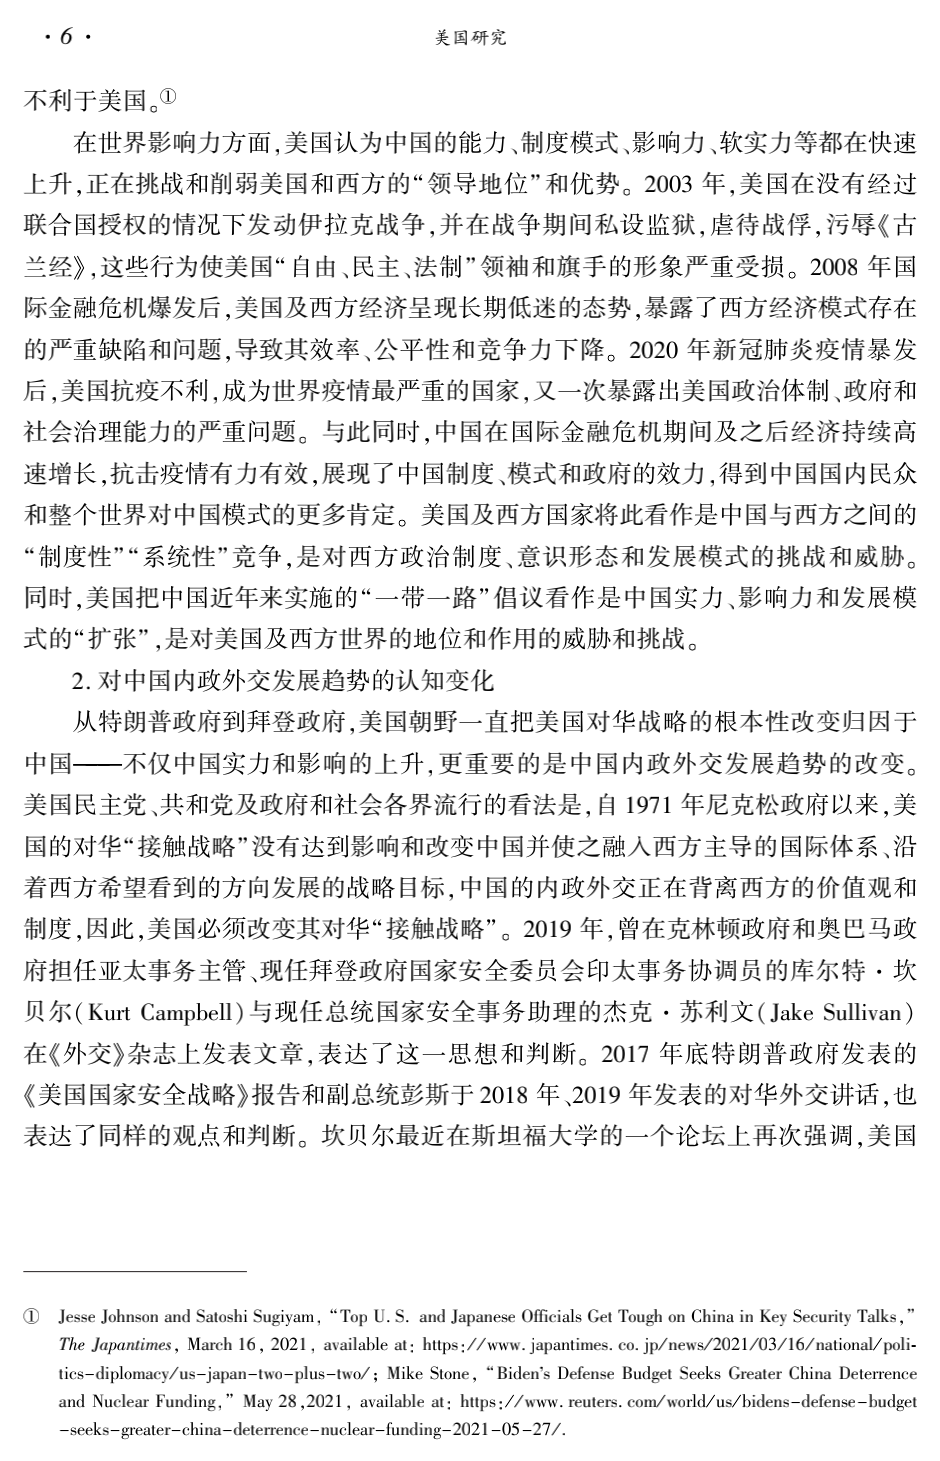 · 6 ·
美国研究
不利于美国。①
在世界影响力方面,美国认为中国的能力、制度模式、影响力、软实力等都在快速
上升,正在挑战和削弱美国和西方的“领导地位”和优势。2003 年,美国在没有经过
联合国授权的情况下发动伊拉克战争,并在战争期间私设监狱,虐待战俘,污辱《古
兰经》,这些行为使美国“自由、民主、法制”领袖和旗手的形象严重受损。2008 年国
际金融危机爆发后,美国及西方经济呈现长期低迷的态势,暴露了西方经济模式存在
的严重缺陷和问题,导致其效率、公平性和竞争力下降。2020 年新冠肺炎疫情暴发
后,美国抗疫不利,成为世界疫情最严重的国家,又一次暴露出美国政治体制、政府和
社会治理能力的严重问题。与此同时,中国在国际金融危机期间及之后经济持续高
速增长,抗击疫情有力有效,展现了中国制度、模式和政府的效力,得到中国国内民众
和整个世界对中国模式的更多肯定。美国及西方国家将此看作是中国与西方之间的
“制度性”“系统性”竞争,是对西方政治制度、意识形态和发展模式的挑战和威胁。
同时,美国把中国近年来实施的“一带一路”倡议看作是中国实力、影响力和发展模
式的“扩张”,是对美国及西方世界的地位和作用的威胁和挑战。
2. 对中国内政外交发展趋势的认知变化
从特朗普政府到拜登政府,美国朝野一直把美国对华战略的根本性改变归因于
中国——不仅中国实力和影响的上升,更重要的是中国内政外交发展趋势的改变。
美国民主党、共和党及政府和社会各界流行的看法是,自 1971 年尼克松政府以来,美
国的对华“接触战略”没有达到影响和改变中国并使之融入西方主导的国际体系、沿
着西方希望看到的方向发展的战略目标,中国的内政外交正在背离西方的价值观和
制度,因此,美国必须改变其对华“接触战略”。2019 年,曾在克林顿政府和奥巴马政
府担任亚太事务主管、现任拜登政府国家安全委员会印太事务协调员的库尔特·坎
贝尔(Kurt Campbell)与现任总统国家安全事务助理的杰克·苏利文(Jake Sullivan)
在《外交》杂志上发表文章,表达了这一思想和判断。2017 年底特朗普政府发表的
《美国国家安全战略》报告和副总统彭斯于 2018 年、2019 年发表的对华外交讲话,也
表达了同样的观点和判断。坎贝尔最近在斯坦福大学的一个论坛上再次强调,美国
① Jesse Johnson and Satoshi Sugiyam, “Top U. S. and Japanese Officials Get Tough on China in Key Security Talks,”
The Japantimes, March 16, 2021, available at: https://www. japantimes. co. jp/news/2021/03/16/national/poli-
tics-diplomacy/us-japan-two-plus-two/; Mike Stone, “Biden’s Defense Budget Seeks Greater China Deterrence
and Nuclear Funding,” May 28,2021, available at: https://www. reuters. com/world/us/bidens-defense-budget
-seeks-greater-china-deterrence-nuclear-funding-2021-05-27/.